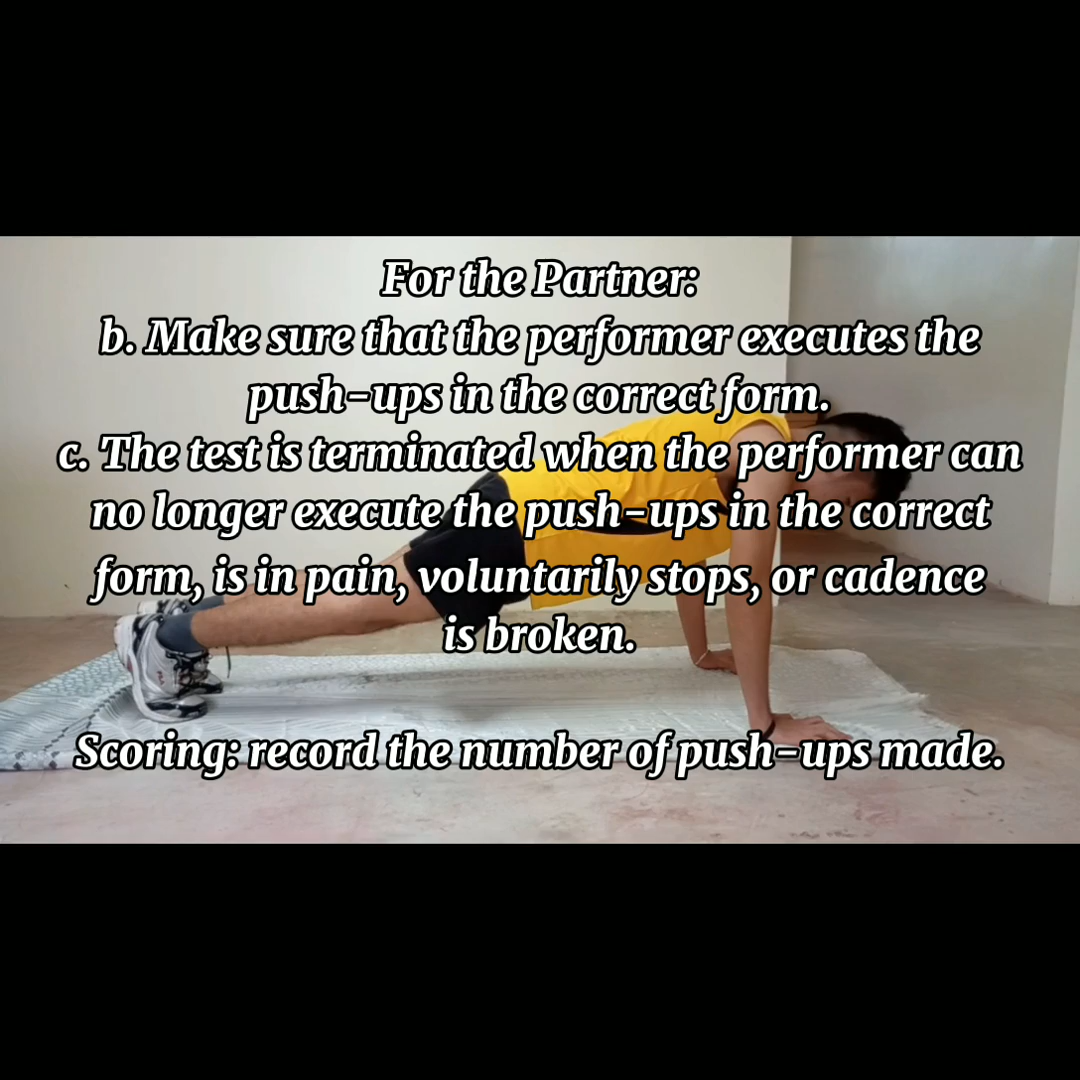 For the Partner:
b. Make sure that the performer executes the
push-ups in the correct form.
c. The test is terminated when the performer can
no longer execute the push-ups in the correct
form, is in pain, voluntarily stops, or cadence
is broken.
Scoring: record the number of push-ups made.